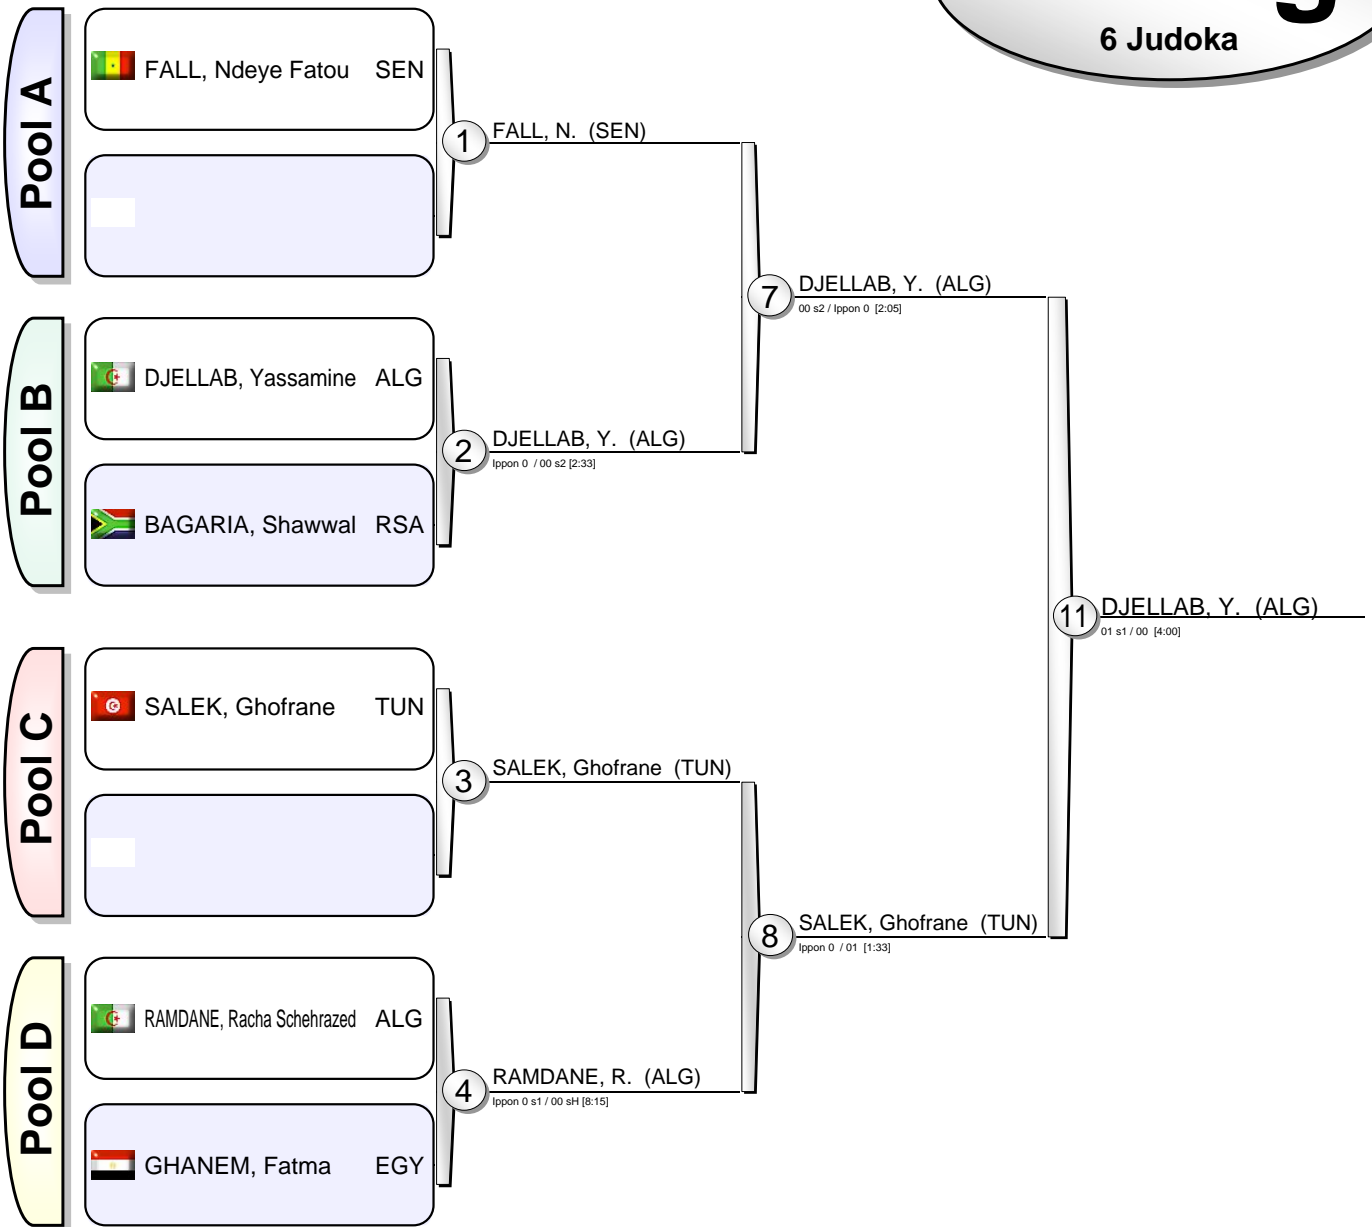 6 Judoka
Pool A
FALL, Ndeye Fatou SEN
1 FALL, N. (SEN)
7 DJELLAB, Y. (ALG)
00 s2 / Ippon 0 [2:05]
Pool B
DJELLAB, Yassamine ALG
2 DJELLAB, Y. (ALG)
Ippon 0 / 00 s2 [2:33]
BAGARIA, Shawwal RSA
11 DJELLAB, Y. (ALG)
01 s1 / 00 [4:00]
Pool C
SALEK, Ghofrane TUN
3 SALEK, Ghofrane (TUN)
8 SALEK, Ghofrane (TUN)
Ippon 0 / 01 [1:33]
Pool D
RAMDANE, Racha Schehrazed ALG
4 RAMDANE, R. (ALG)
Ippon 0 s1 / 00 sH [8:15]
GHANEM, Fatma EGY